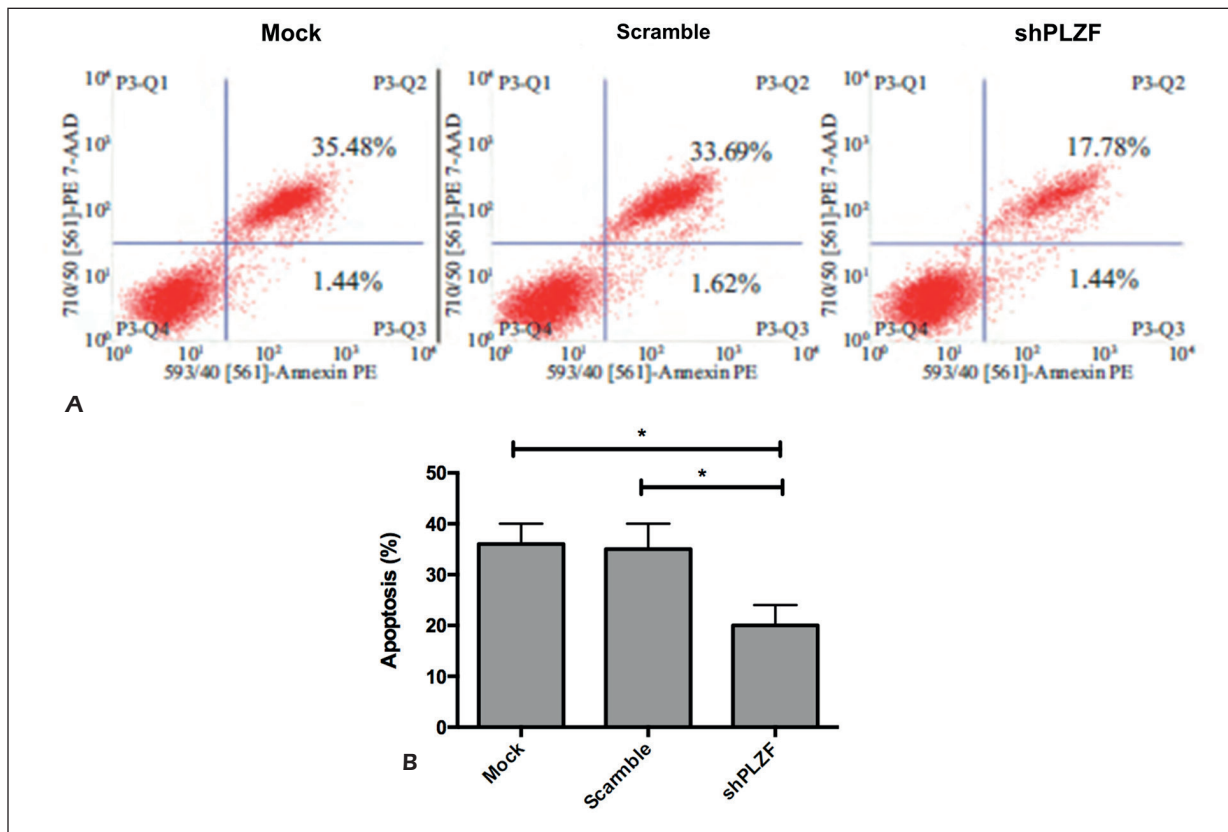 Mock
Scramble
shPLZF
10⁴ P3-Q1 P3-Q2
35.48%
10³
10²
10¹
1.44%
10⁰ P3-Q4 P3-Q3
710/50 [561]-PE 7-AAD
10⁰ 10¹ 10² 10³ 10⁴
593/40 [561]-Annexin PE
10⁴ P3-Q1 P3-Q2
33.69%
10³
10²
10¹
1.62%
10⁰ P3-Q4 P3-Q3
710/50 [561]-PE 7-AAD
10⁰ 10¹ 10² 10³ 10⁴
593/40 [561]-Annexin PE
10⁴ P3-Q1 P3-Q2
17.78%
10³
10²
10¹
1.44%
10⁰ P3-Q4 P3-Q3
710/50 [561]-PE 7-AAD
10⁰ 10¹ 10² 10³ 10⁴
593/40 [561]-Annexin PE
A
*
*
50
40
30
20
10
0
Apoptosis (%)
Mock
Scarmble
shPLZF
B